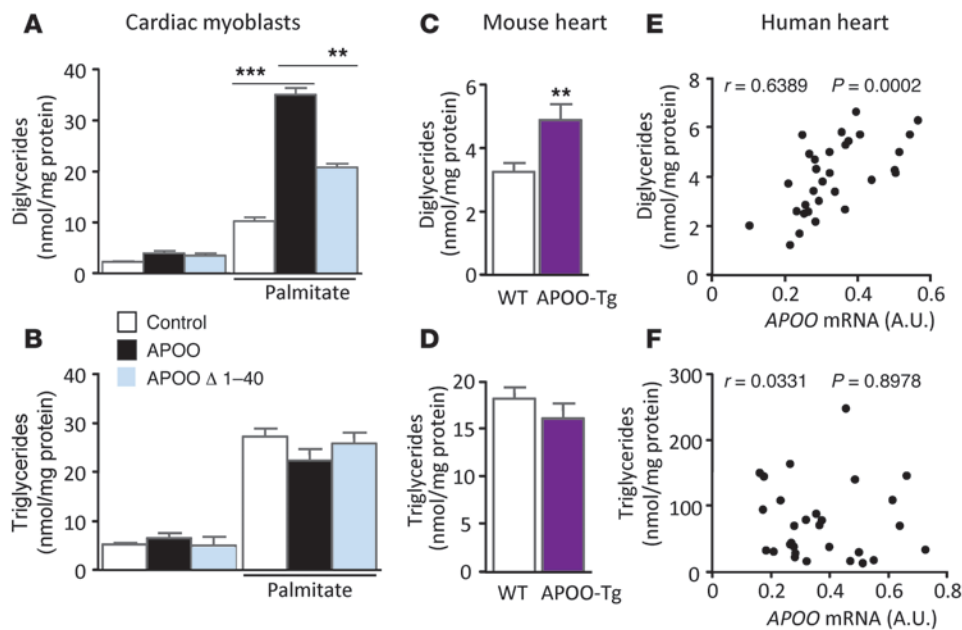 A
Cardiac myoblasts
C
Mouse heart
E
Human heart
Diglycerides
(nmol/mg protein)
40
30
20
10
0
***
**
Palmitate
Diglycerides
(nmol/mg protein)
6
4
2
0
**
WT
APOO-Tg
Diglycerides
(nmol/mg protein)
8
6
4
2
0
r = 0.6389
P = 0.0002
0
0.2
0.4
0.6
APOO mRNA (A.U.)
B
Control
APOO
APOO Δ 1–40
Triglycerides
(nmol/mg protein)
40
30
20
10
0
Palmitate
D
Triglycerides
(nmol/mg protein)
20
15
10
5
0
WT
APOO-Tg
F
Triglycerides
(nmol/mg protein)
300
200
100
0
r = 0.0331
P = 0.8978
0
0.2
0.4
0.6
0.8
APOO mRNA (A.U.)